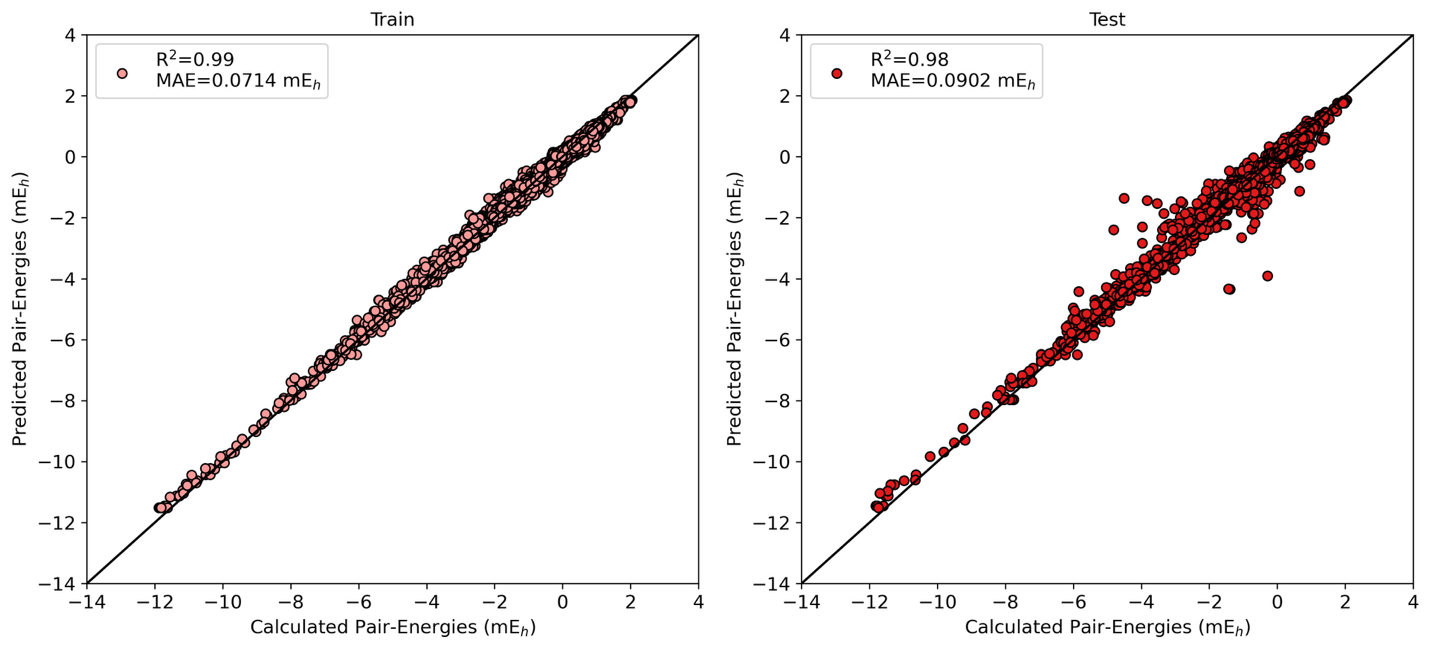 Train
R²=0.99
MAE=0.0714 mEₕ
4
2
0
−2
−4
−6
−8
−10
−12
−14
−14 −12 −10 −8 −6 −4 −2 0 2 4
Predicted Pair-Energies (mEₕ)
Calculated Pair-Energies (mEₕ)
Test
R²=0.98
MAE=0.0902 mEₕ
4
2
0
−2
−4
−6
−8
−10
−12
−14
−14 −12 −10 −8 −6 −4 −2 0 2 4
Predicted Pair-Energies (mEₕ)
Calculated Pair-Energies (mEₕ)